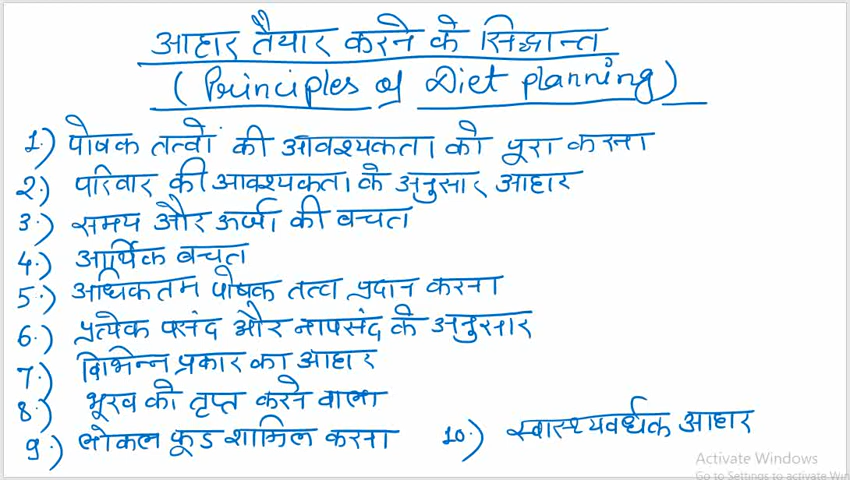 आहार तैयार करने के सिद्धान्त
(Principles of Diet planning)
1.) पोषक तत्वों की आवश्यकता को पूरा करना
2.) परिवार की आवश्यकता के अनुसार आहार
3.) समय और ऊर्जा की बचत
4.) आर्थिक बचत
5.) अधिकतम पोषक तत्व प्रदान करना
6.) प्रत्येक पसंद और नापसंद के अनुसार
7.) विभिन्न प्रकार का आहार
8.) भूख को तृप्त करने वाला
9.) लोकल फूड शामिल करना 10.) स्वास्थ्यवर्धक आहार
Activate Windows
Go to Settings to activate Win